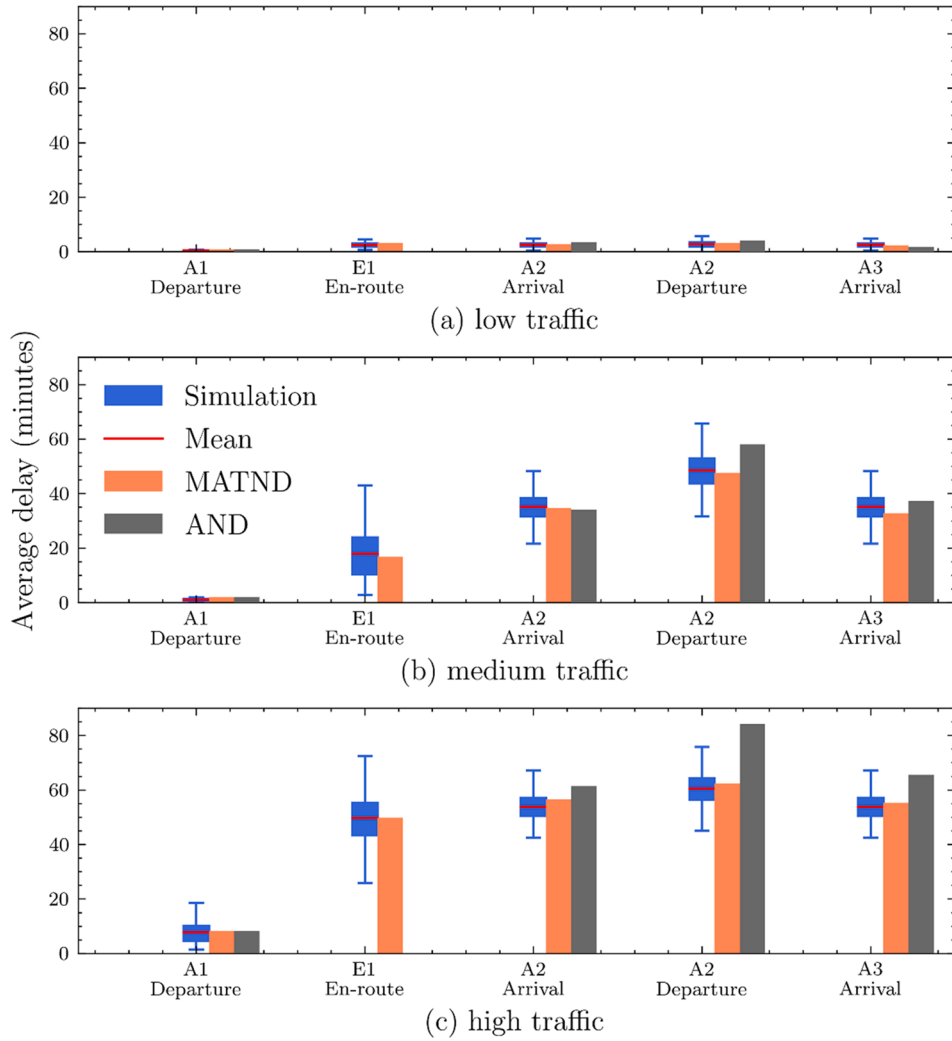 80
60
40
20
0
A1 E1 A2 A2 A3
Departure En-route Arrival Departure Arrival
(a) low traffic
Average delay (minutes)
80
60
40
20
0
Simulation
Mean
MATND
AND
A1 E1 A2 A2 A3
Departure En-route Arrival Departure Arrival
(b) medium traffic
80
60
40
20
0
A1 E1 A2 A2 A3
Departure En-route Arrival Departure Arrival
(c) high traffic